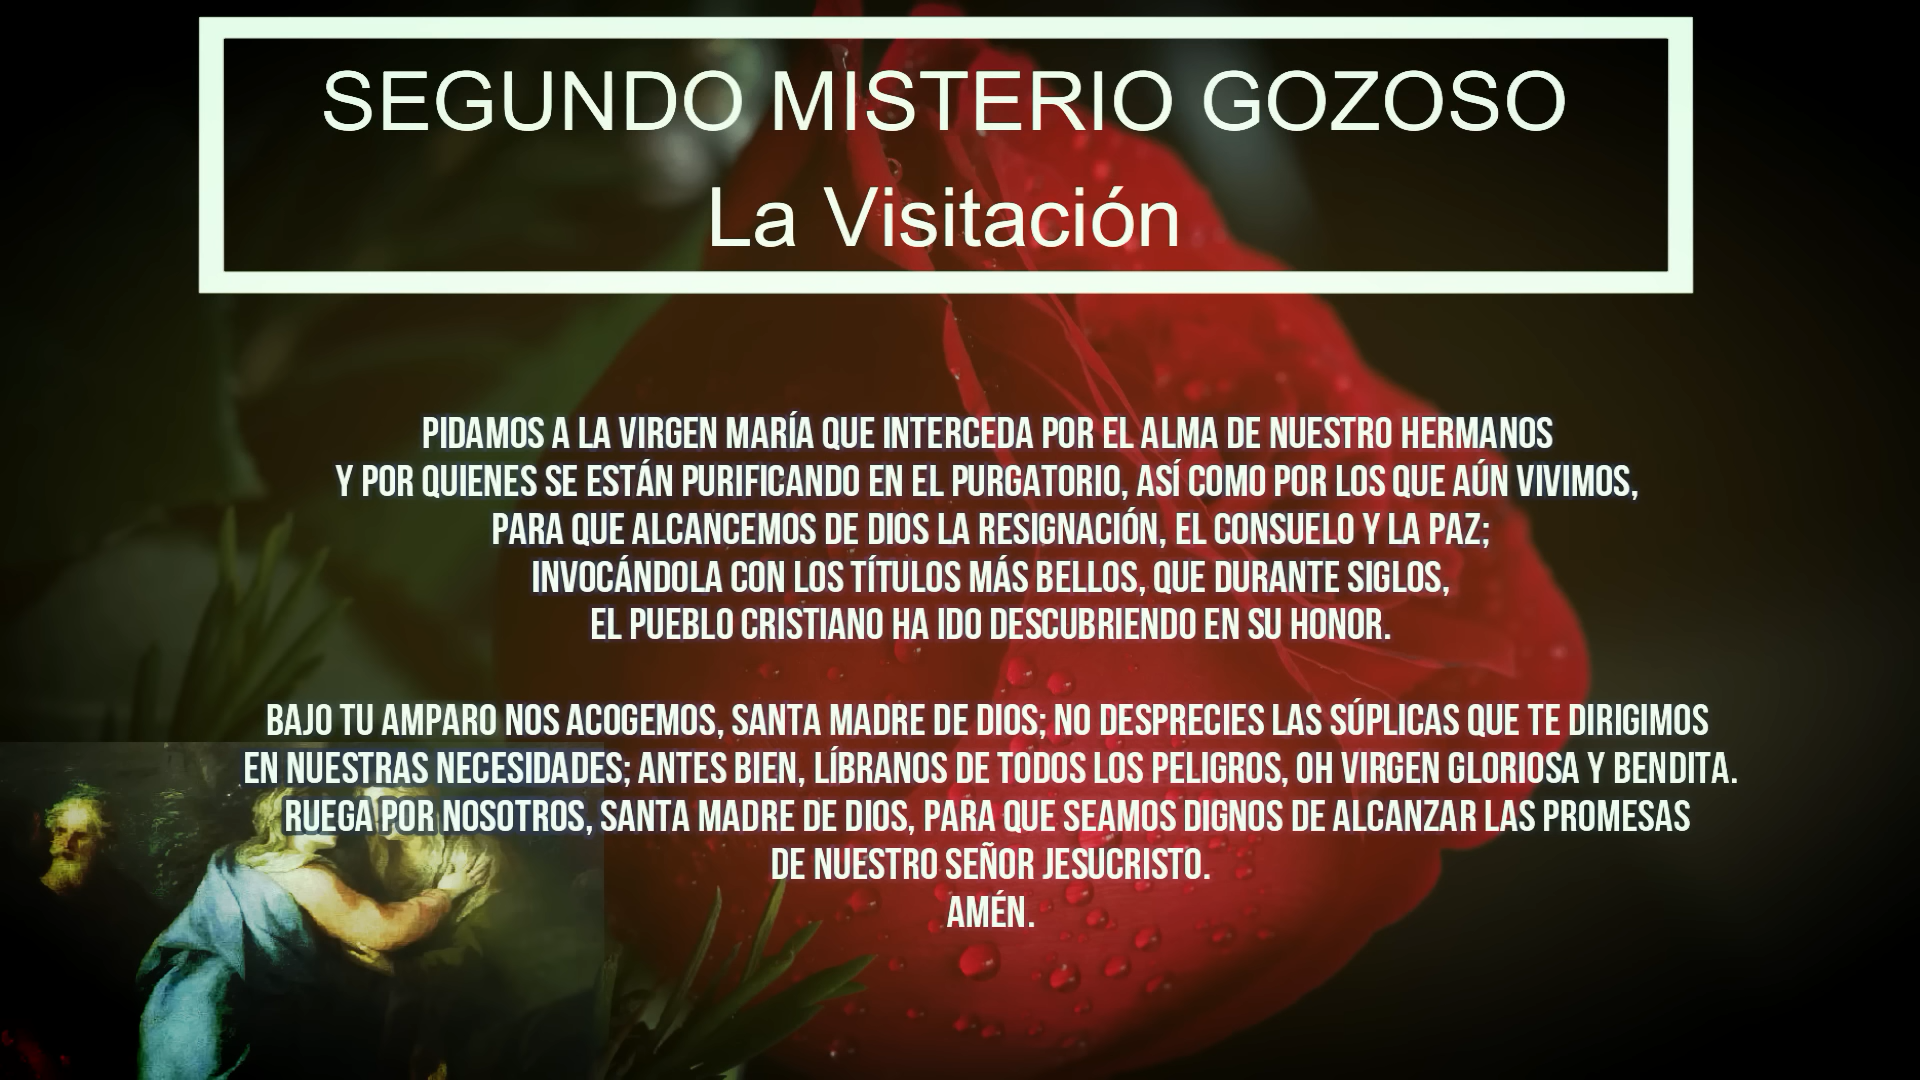 SEGUNDO MISTERIO GOZOSO
La Visitación
PIDAMOS A LA VIRGEN MARÍA QUE INTERCEDA POR EL ALMA DE NUESTRO HERMANOS
Y POR QUIENES SE ESTÁN PURIFICANDO EN EL PURGATORIO, ASÍ COMO POR LOS QUE AÚN VIVIMOS,
PARA QUE ALCANCEMOS DE DIOS LA RESIGNACIÓN, EL CONSUELO Y LA PAZ;
INVOCÁNDOLA CON LOS TÍTULOS MÁS BELLOS, QUE DURANTE SIGLOS,
EL PUEBLO CRISTIANO HA IDO DESCUBRIENDO EN SU HONOR.
BAJO TU AMPARO NOS ACOGEMOS, SANTA MADRE DE DIOS; NO DESPRECIES LAS SÚPLICAS QUE TE DIRIGIMOS
EN NUESTRAS NECESIDADES; ANTES BIEN, LÍBRANOS DE TODOS LOS PELIGROS, OH VIRGEN GLORIOSA Y BENDITA.
RUEGA POR NOSOTROS, SANTA MADRE DE DIOS, PARA QUE SEAMOS DIGNOS DE ALCANZAR LAS PROMESAS
DE NUESTRO SEÑOR JESUCRISTO.
AMÉN.